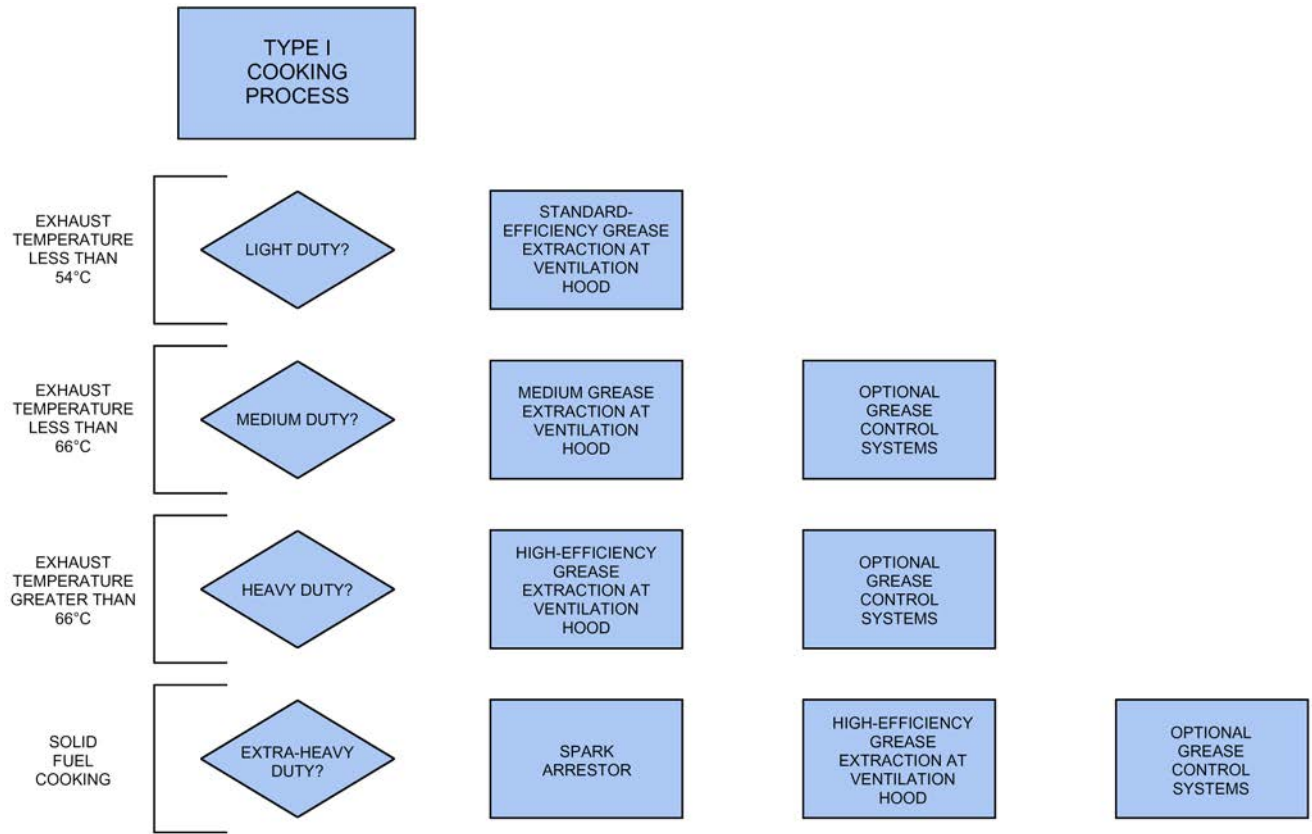 TYPE I
COOKING
PROCESS
EXHAUST
TEMPERATURE
LESS THAN
54°C
LIGHT DUTY?
STANDARD-
EFFICIENCY GREASE
EXTRACTION AT
VENTILATION
HOOD
EXHAUST
TEMPERATURE
LESS THAN
66°C
MEDIUM DUTY?
MEDIUM GREASE
EXTRACTION AT
VENTILATION
HOOD
OPTIONAL
GREASE
CONTROL
SYSTEMS
EXHAUST
TEMPERATURE
GREATER THAN
66°C
HEAVY DUTY?
HIGH-EFFICIENCY
GREASE
EXTRACTION AT
VENTILATION
HOOD
OPTIONAL
GREASE
CONTROL
SYSTEMS
SOLID
FUEL
COOKING
EXTRA-HEAVY
DUTY?
SPARK
ARRESTOR
HIGH-EFFICIENCY
GREASE
EXTRACTION AT
VENTILATION
HOOD
OPTIONAL
GREASE
CONTROL
SYSTEMS